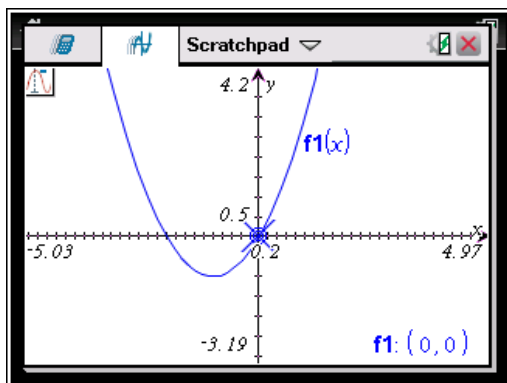 Scratchpad
4.2 y
f1(x)
0.5
x
-5.03 0.2 4.97
-3.19 f1: (0,0)